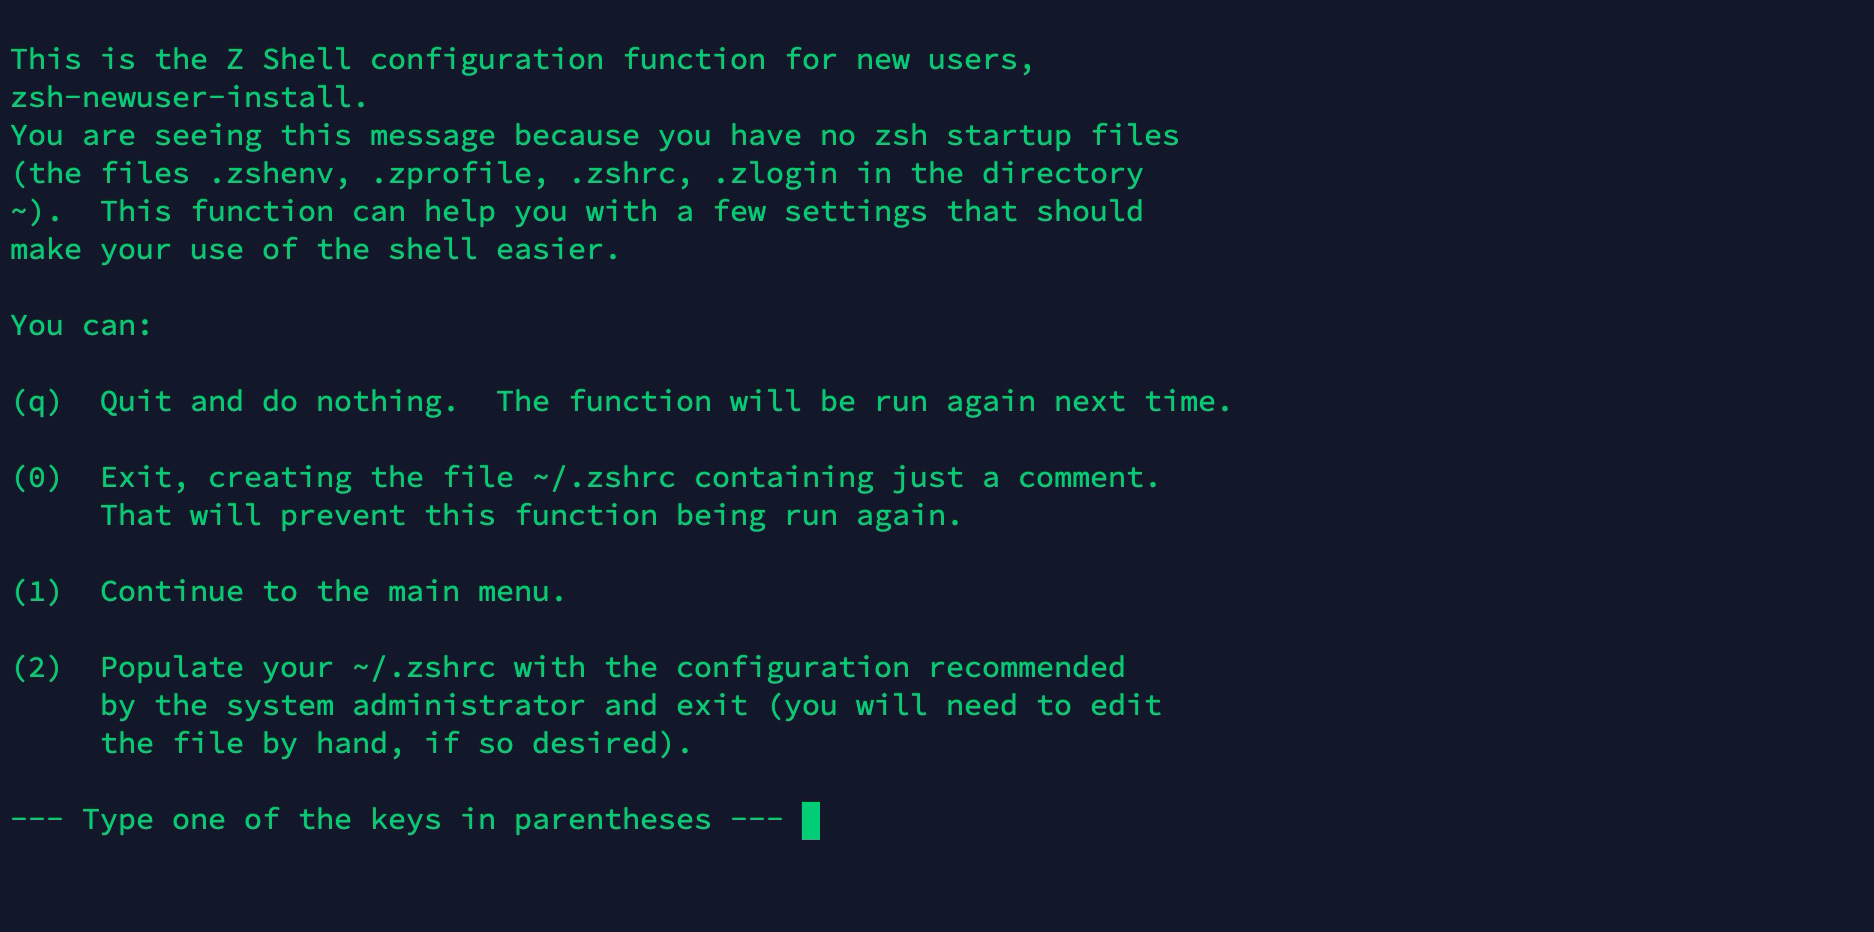 This is the Z Shell configuration function for new users,
zsh-newuser-install.
You are seeing this message because you have no zsh startup files
(the files .zshenv, .zprofile, .zshrc, .zlogin in the directory
~).  This function can help you with a few settings that should
make your use of the shell easier.

You can:

(q)  Quit and do nothing.  The function will be run again next time.

(0)  Exit, creating the file ~/.zshrc containing just a comment.
     That will prevent this function being run again.

(1)  Continue to the main menu.

(2)  Populate your ~/.zshrc with the configuration recommended
     by the system administrator and exit (you will need to edit
     the file by hand, if so desired).

--- Type one of the keys in parentheses ---